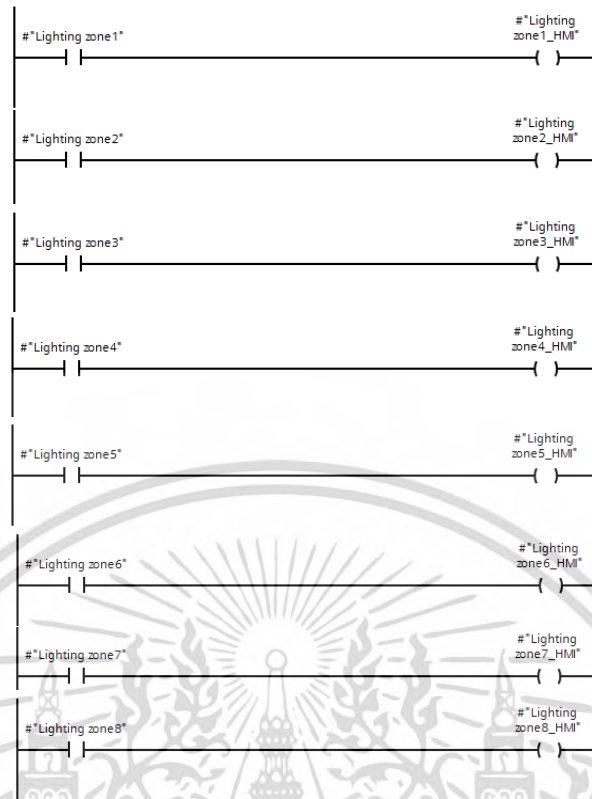 #"Lighting zone1"
#"Lighting
zone1_HMI"
#"Lighting zone2"
#"Lighting
zone2_HMI"
#"Lighting zone3"
#"Lighting
zone3_HMI"
#"Lighting zone4"
#"Lighting
zone4_HMI"
#"Lighting zone5"
#"Lighting
zone5_HMI"
#"Lighting zone6"
#"Lighting
zone6_HMI"
#"Lighting zone7"
#"Lighting
zone7_HMI"
#"Lighting zone8"
#"Lighting
zone8_HMI"